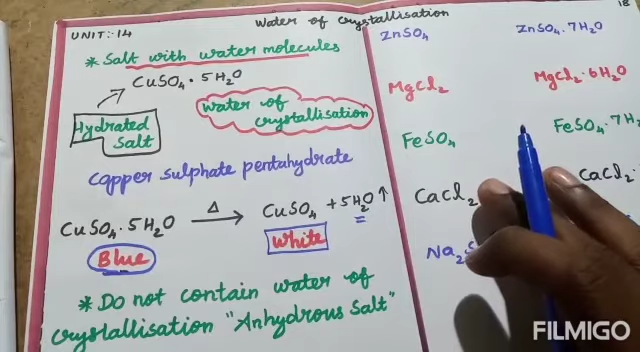 Water of crystallisation
18
UNIT:-14
* Salt with water molecules
CuSO₄·5H₂O
Hydrated
Salt
Water of
crystallisation
Copper sulphate pentahydrate
CuSO₄·5H₂O →Δ CuSO₄ + 5H₂O↑
Blue
White
* Do not contain water of
crystallisation "Anhydrous Salt"
ZnSO₄ ZnSO₄·7H₂O
MgCl₂ MgCl₂·6H₂O
FeSO₄ FeSO₄·7H₂
CaCl₂ CaCl₂·
Na₂
FILMIGO